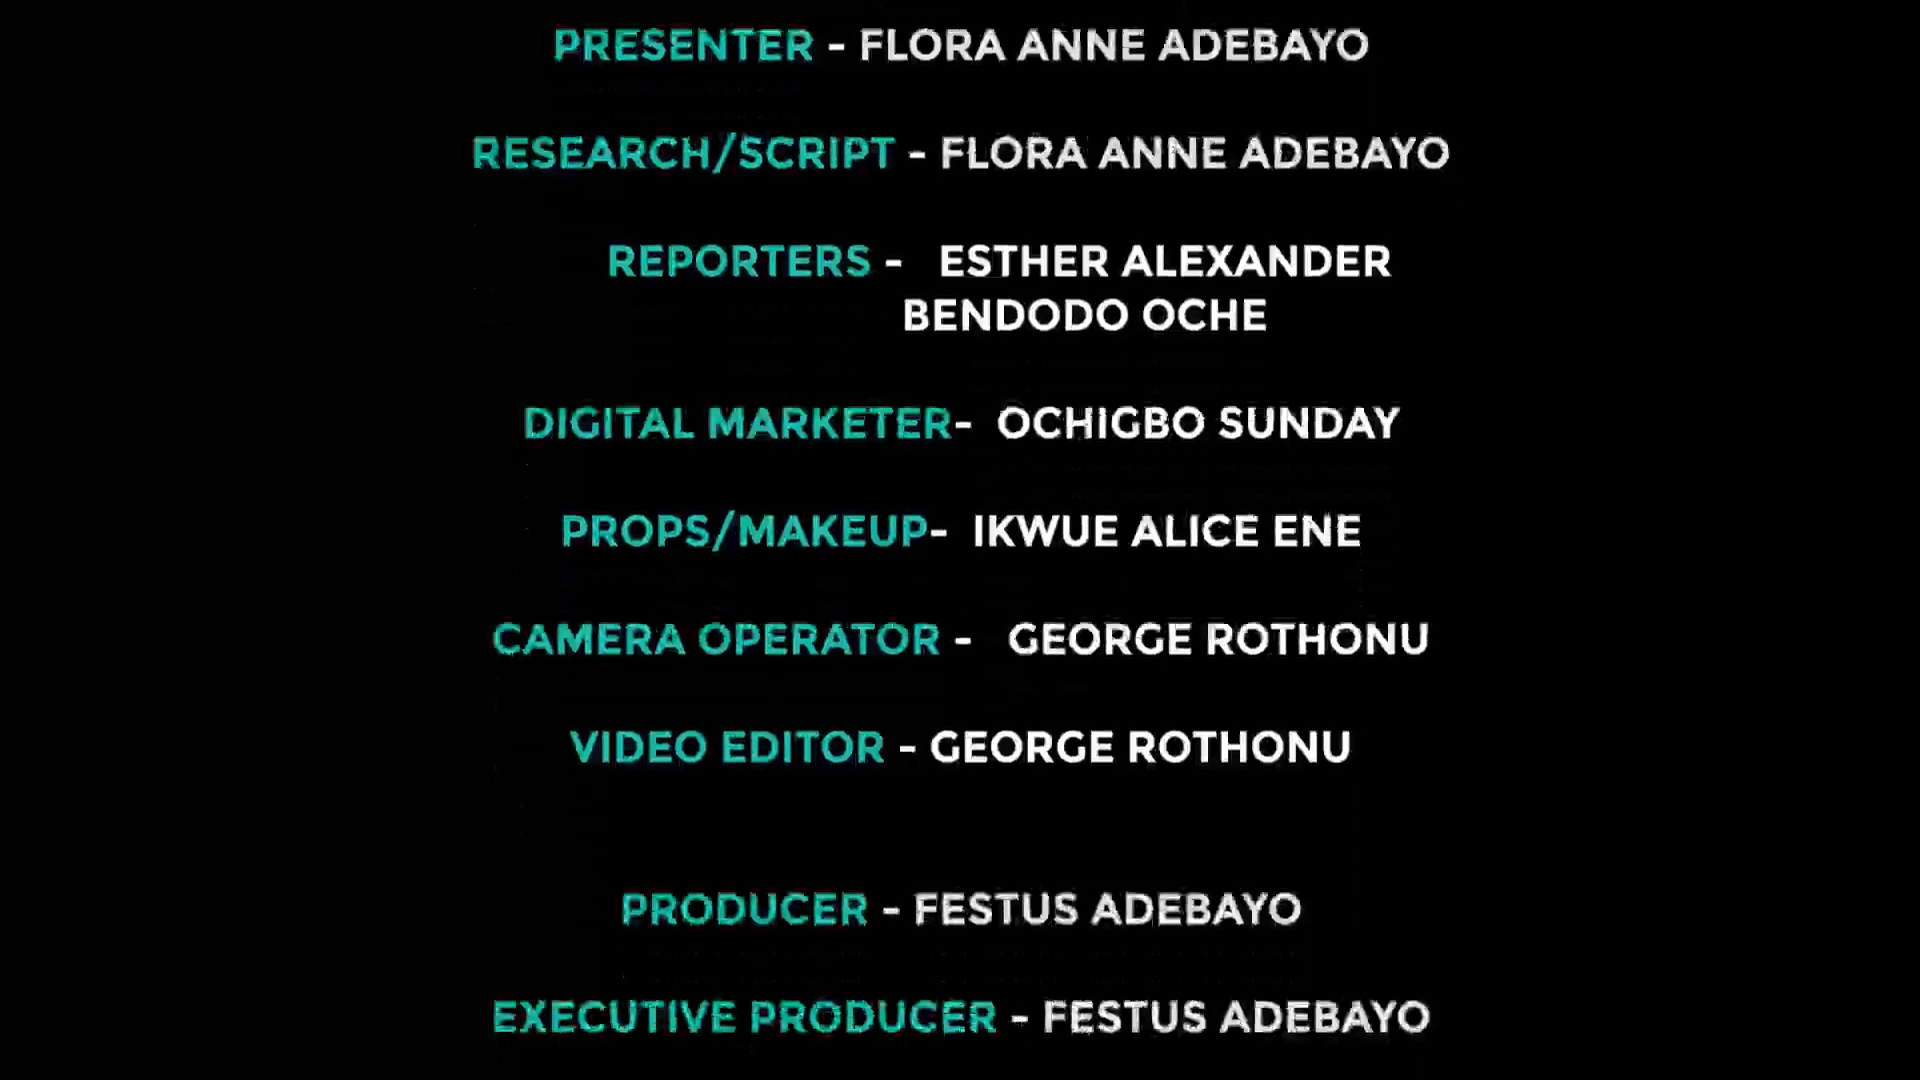 PRESENTER - FLORA ANNE ADEBAYO
RESEARCH/SCRIPT - FLORA ANNE ADEBAYO
REPORTERS - ESTHER ALEXANDER
BENDODO OCHE
DIGITAL MARKETER- OCHIGBO SUNDAY
PROPS/MAKEUP- IKWUE ALICE ENE
CAMERA OPERATOR - GEORGE ROTHONU
VIDEO EDITOR - GEORGE ROTHONU
PRODUCER - FESTUS ADEBAYO
EXECUTIVE PRODUCER - FESTUS ADEBAYO